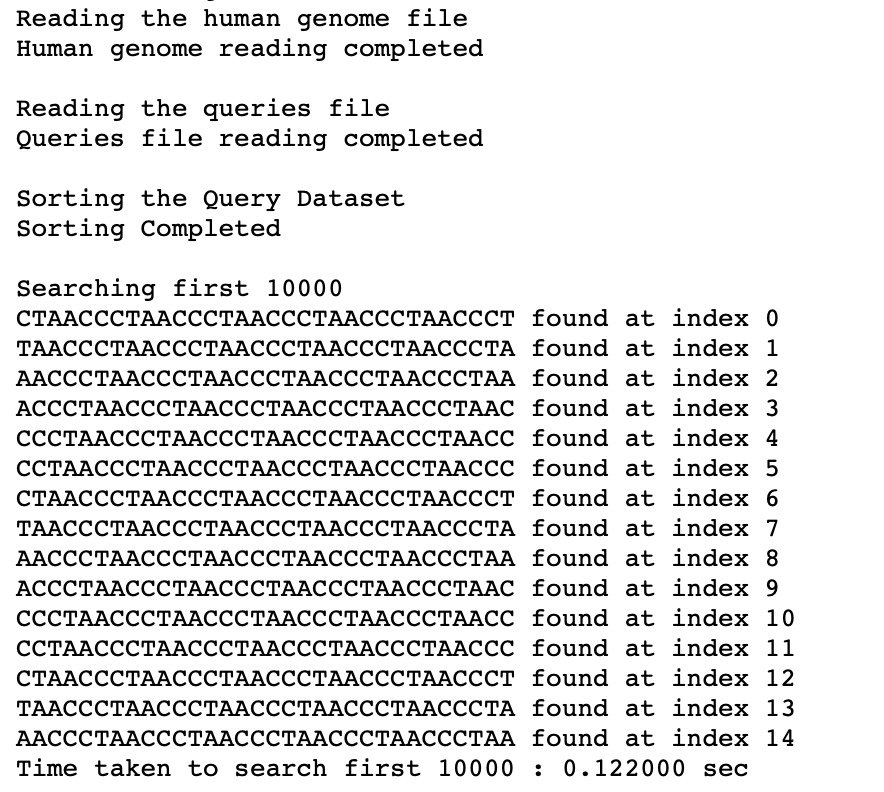 Reading the human genome file
Human genome reading completed
Reading the queries file
Queries file reading completed
Sorting the Query Dataset
Sorting Completed
Searching first 10000
CTAACCCTAACCCTAACCCTAACCCTAACCCT found at index 0
TAACCCTAACCCTAACCCTAACCCTAACCCTA found at index 1
AACCCTAACCCTAACCCTAACCCTAACCCTAA found at index 2
ACCCTAACCCTAACCCTAACCCTAACCCTAAC found at index 3
CCCTAACCCTAACCCTAACCCTAACCCTAACC found at index 4
CCTAACCCTAACCCTAACCCTAACCCTAACCC found at index 5
CTAACCCTAACCCTAACCCTAACCCTAACCCT found at index 6
TAACCCTAACCCTAACCCTAACCCTAACCCTA found at index 7
AACCCTAACCCTAACCCTAACCCTAACCCTAA found at index 8
ACCCTAACCCTAACCCTAACCCTAACCCTAAC found at index 9
CCCTAACCCTAACCCTAACCCTAACCCTAACC found at index 10
CCTAACCCTAACCCTAACCCTAACCCTAACCC found at index 11
CTAACCCTAACCCTAACCCTAACCCTAACCCT found at index 12
TAACCCTAACCCTAACCCTAACCCTAACCCTA found at index 13
AACCCTAACCCTAACCCTAACCCTAACCCTAA found at index 14
Time taken to search first 10000 : 0.122000 sec